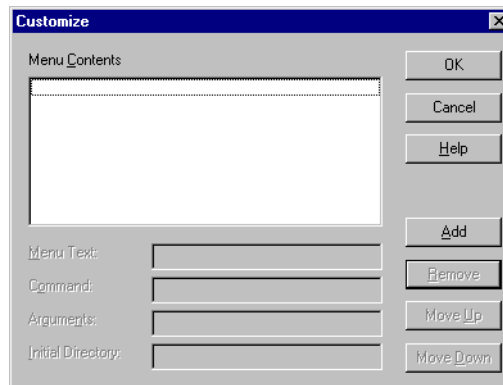 Customize
Menu Contents
OK
Cancel
Help
Add
Menu Text:
Remove
Command:
Arguments:
Move Up
Initial Directory:
Move Down